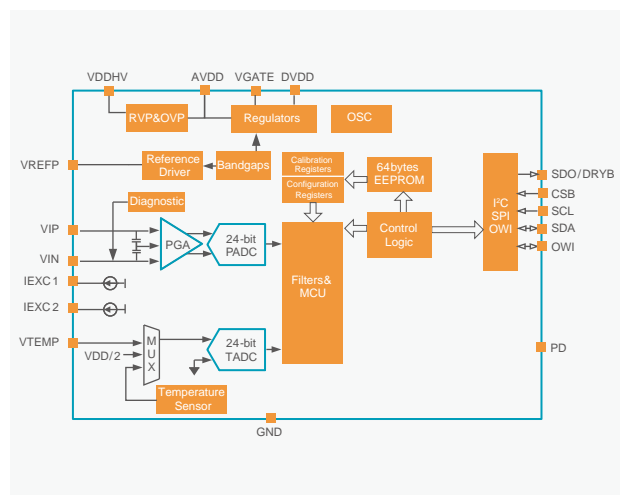 VDDHV
AVDD
VGATE
DVDD
RVP&OVP
Regulators
OSC
VREFP
Reference
Driver
Bandgaps
Calibration
Registers
Configuration
Registers
64bytes
EEPROM
I²C
SPI
OWI
SDO/DRYB
CSB
SCL
SDA
OWI
Diagnostic
VIP
VIN
PGA
24-bit
PADC
Filters&
MCU
Control
Logic
IEXC1
IEXC2
VTEMP
VDD/2
M
U
X
24-bit
TADC
PD
Temperature
Sensor
GND